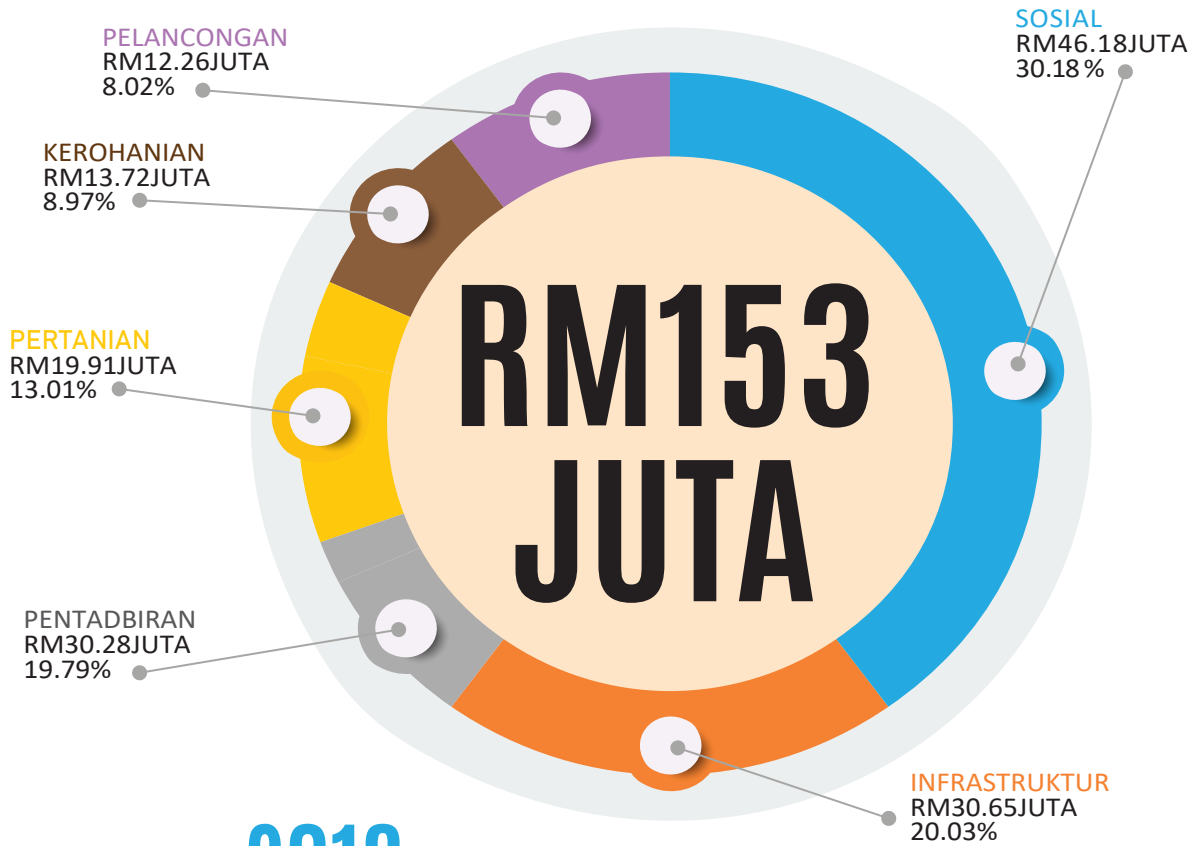 PELANCONGAN
RM12.26JUTA
8.02%
SOSIAL
RM46.18JUTA
30.18%
KEROHANIAN
RM13.72JUTA
8.97%
PERTANIAN
RM19.91JUTA
13.01%
RM153
JUTA
PENTADBIRAN
RM30.28JUTA
19.79%
INFRASTRUKTUR
RM30.65JUTA
20.03%